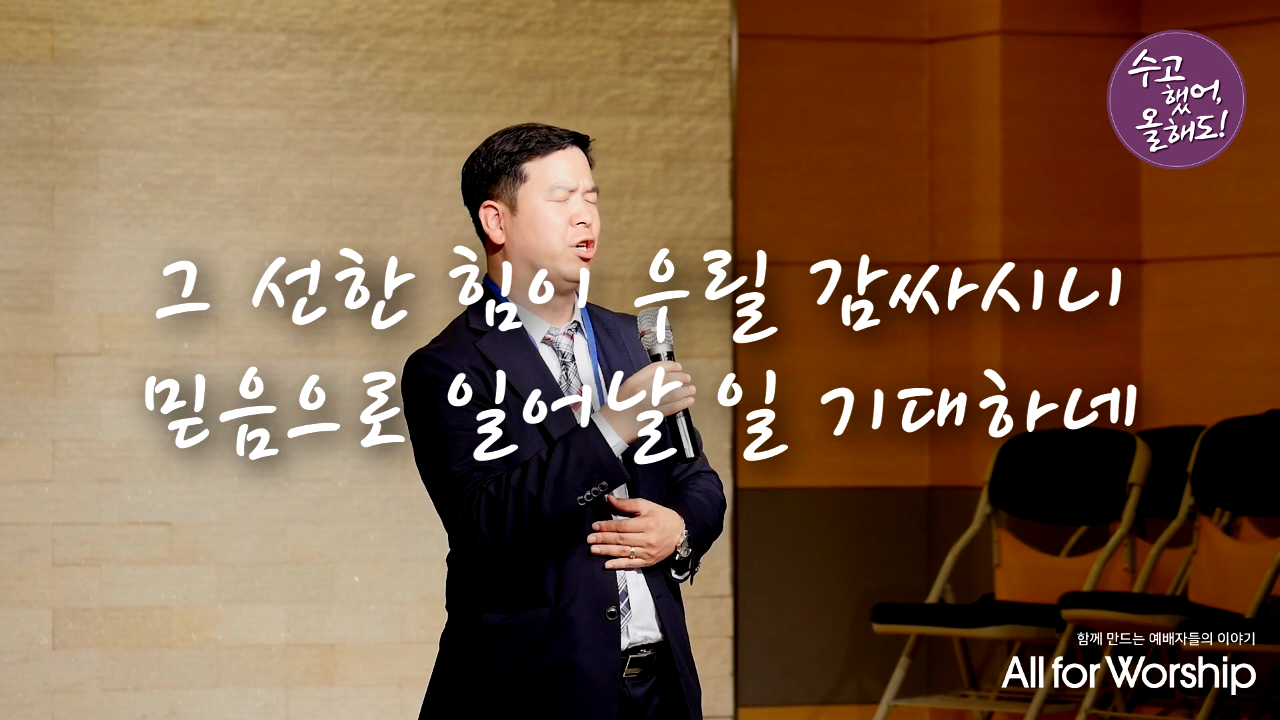 수고
했어,
올해도!
그 선한 힘이 우릴 감싸시니
믿음으로 일어날 일 기대하네
함께 만드는 예배자들의 이야기
All for Worship